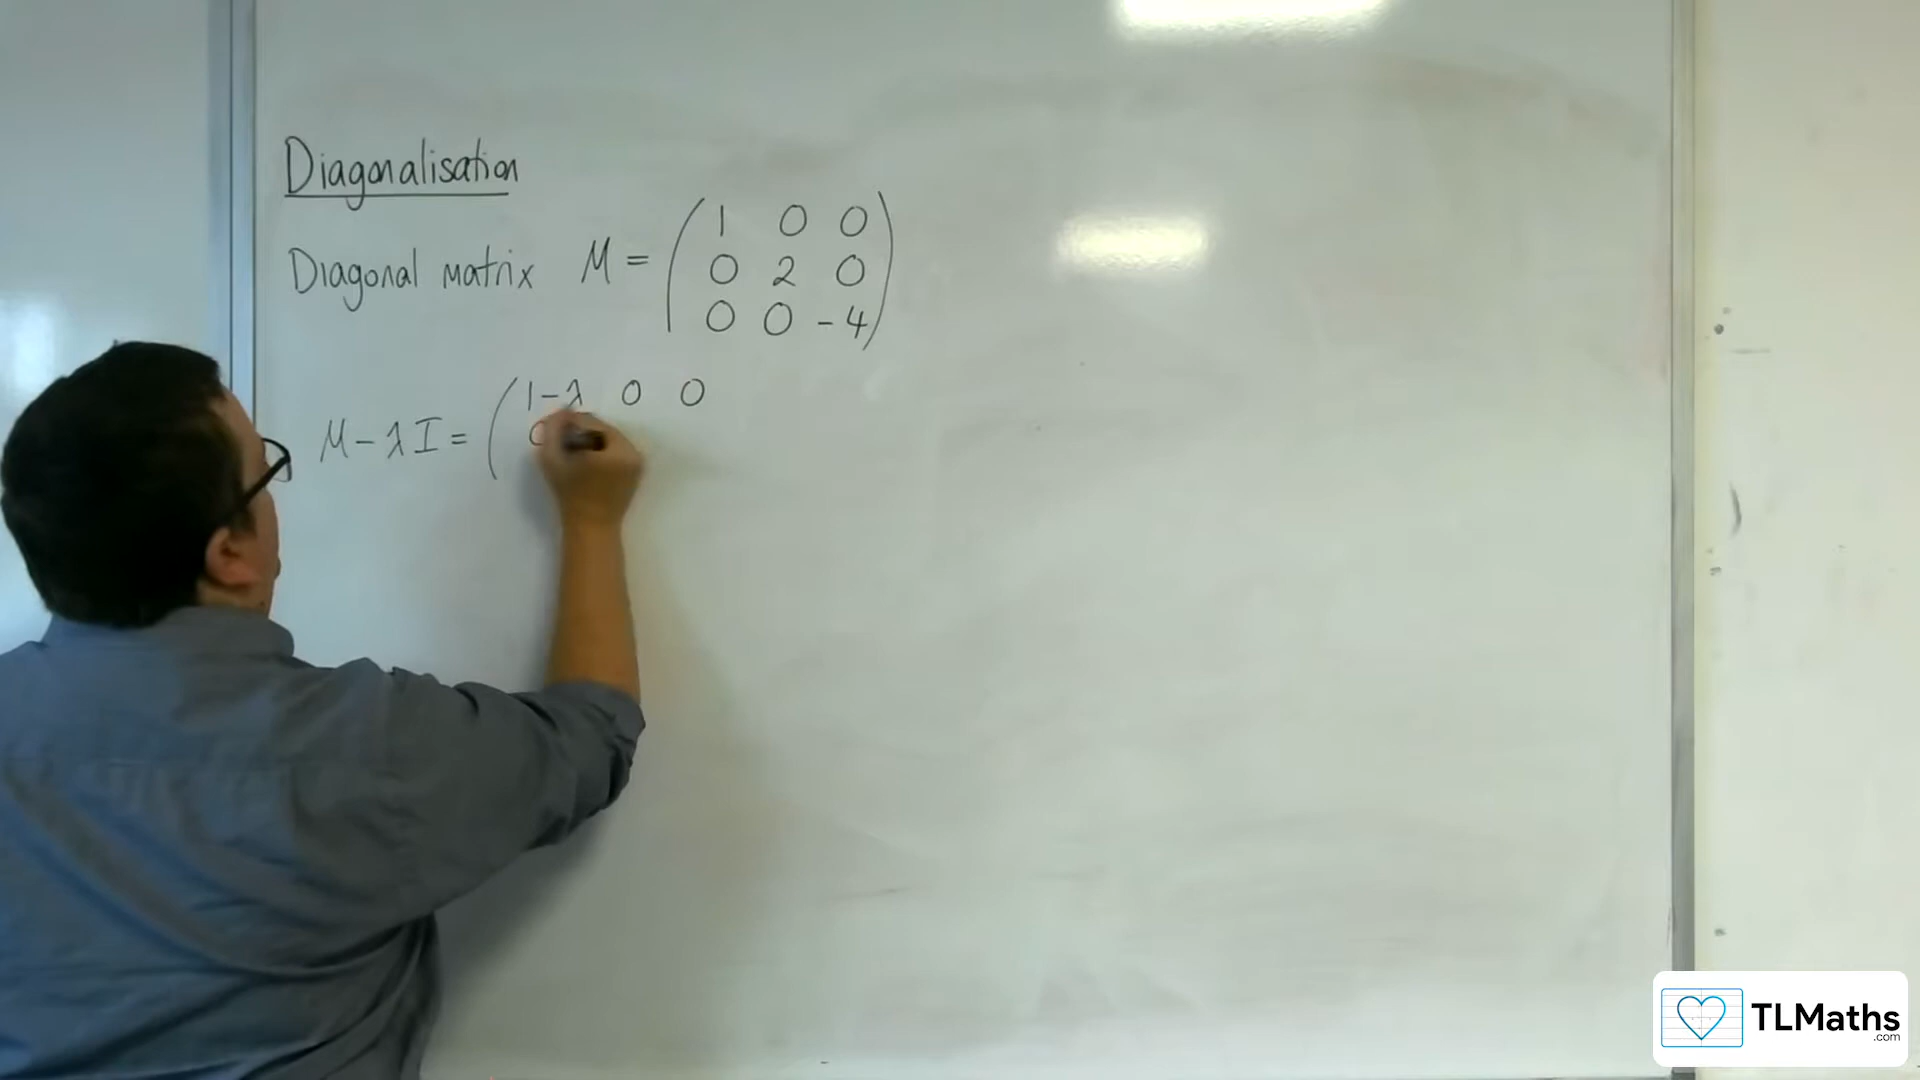 Diagonalisation
Diagonal matrix M = ( 1 0 0
0 2 0
0 0 -4 )
M - λI = ( 1-λ 0 0
0
TLMaths
.com